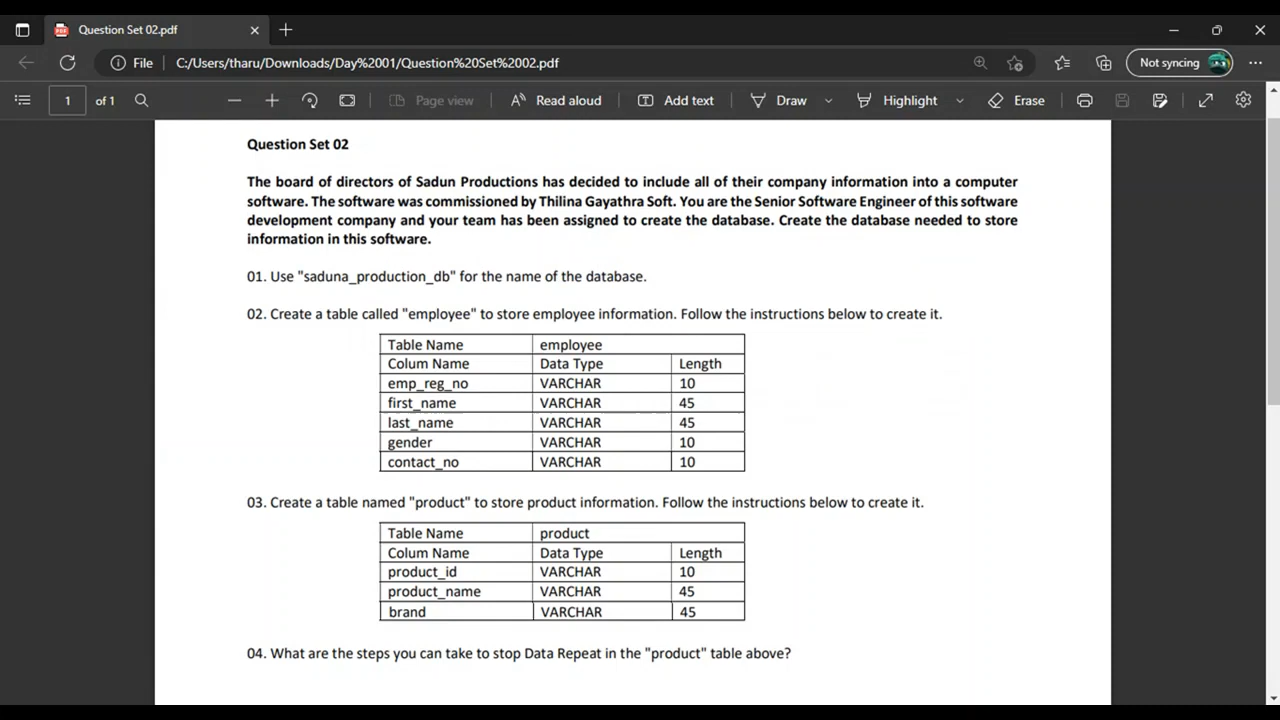 Question Set 02.pdf
File
C:/Users/tharu/Downloads/Day%2001/Question%20Set%2002.pdf
Not syncing
1 of 1
Page view
Read aloud
Add text
Draw
Highlight
Erase
Question Set 02
The board of directors of Sadun Productions has decided to include all of their company information into a computer
software. The software was commissioned by Thilina Gayathra Soft. You are the Senior Software Engineer of this software
development company and your team has been assigned to create the database. Create the database needed to store
information in this software.
01. Use "saduna_production_db" for the name of the database.
02. Create a table called "employee" to store employee information. Follow the instructions below to create it.
Table Name employee
Colum Name Data Type Length
emp_reg_no VARCHAR 10
first_name VARCHAR 45
last_name VARCHAR 45
gender VARCHAR 10
contact_no VARCHAR 10
03. Create a table named "product" to store product information. Follow the instructions below to create it.
Table Name product
Colum Name Data Type Length
product_id VARCHAR 10
product_name VARCHAR 45
brand VARCHAR 45
04. What are the steps you can take to stop Data Repeat in the "product" table above?